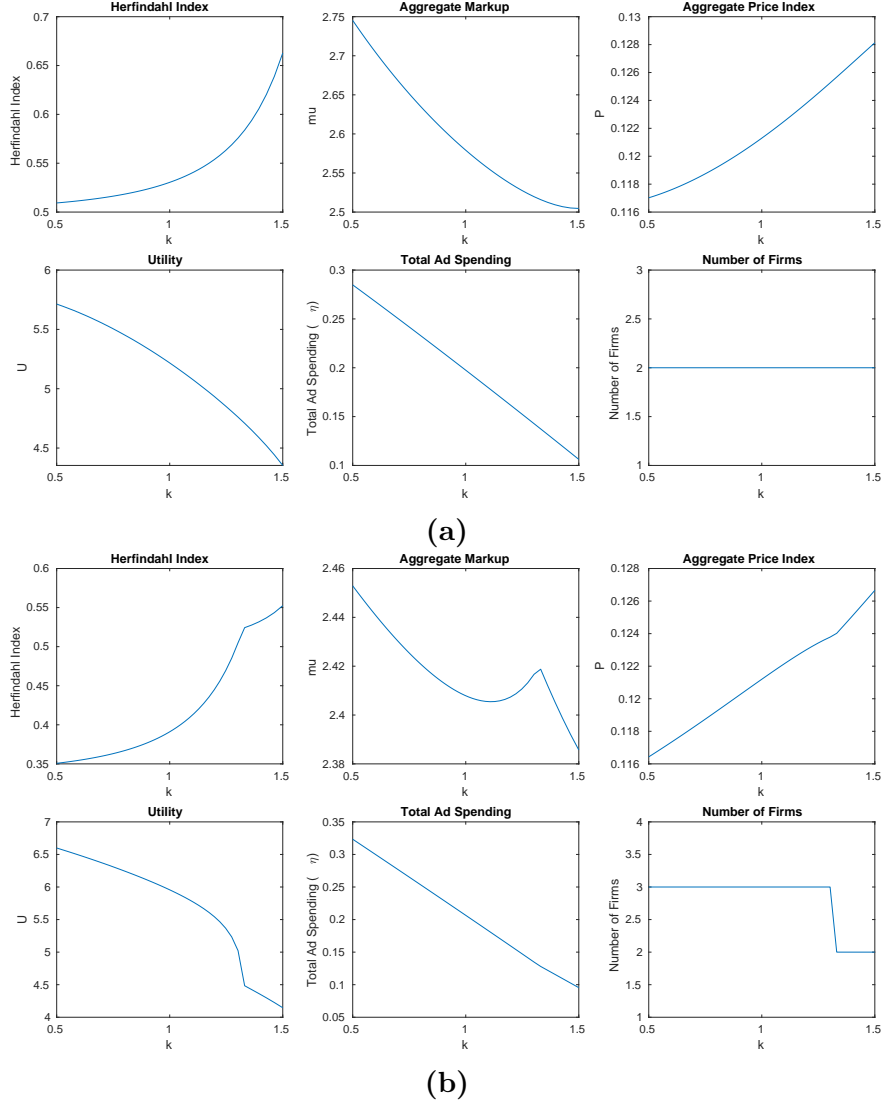 Herfindahl Index
Aggregate Markup
Aggregate Price Index
0.7
0.65
0.6
0.55
0.5
Herfindahl Index
0.5
1
1.5
k
2.7
2.65
2.6
2.55
2.5
mu
0.5
1
1.5
k
0.13
0.128
0.126
0.124
0.122
0.12
0.118
0.116
P
0.5
1
1.5
k
Utility
Total Ad Spending
Number of Firms
6
5.5
5
4.5
U
0.5
1
1.5
k
0.3
0.2
0.1
Total Ad Spending ( η)
0.5
1
1.5
k
3
2.5
2
1.5
1
Number of Firms
0.5
1
1.5
k
(a)
Herfindahl Index
Aggregate Markup
Aggregate Price Index
0.6
0.55
0.5
0.45
0.4
0.35
Herfindahl Index
0.5
1
1.5
k
2.46
2.44
2.42
2.4
2.38
mu
0.5
1
1.5
k
0.128
0.126
0.124
0.122
0.12
0.118
0.116
P
0.5
1
1.5
k
Utility
Total Ad Spending
Number of Firms
7
6.5
6
5.5
5
4.5
4
U
0.5
1
1.5
k
0.35
0.3
0.25
0.2
0.15
0.1
0.05
Total Ad Spending ( η)
0.5
1
1.5
k
4
3.5
3
2.5
2
1.5
1
Number of Firms
0.5
1
1.5
k
(b)